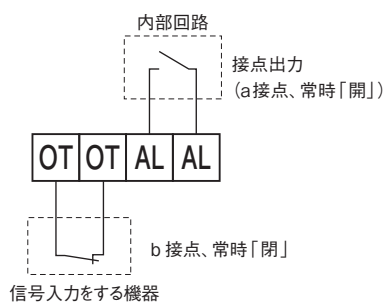 内部回路
接点出力
(a接点、常時「開」)
OT OT AL AL
b接点、常時「閉」
信号入力をする機器